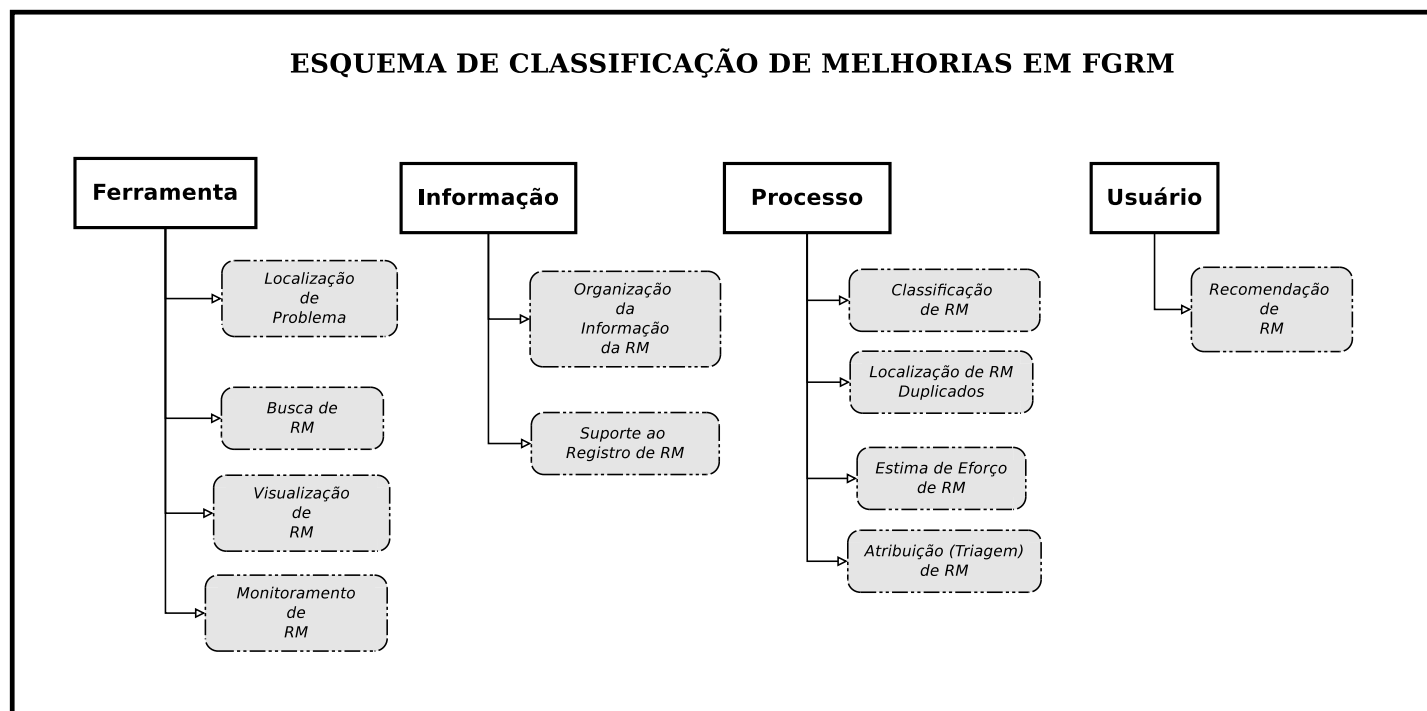 ESQUEMA DE CLASSIFICAÇÃO DE MELHORIAS EM FGRM
Ferramenta
Localização
de
Problema
Busca de
RM
Visualização
de
RM
Monitoramento
de
RM
Informação
Organização
da
Informação
da RM
Suporte ao
Registro de RM
Processo
Classificação
de RM
Localização de RM
Duplicados
Estima de Eforço
de RM
Atribuição (Triagem)
de RM
Usuário
Recomendação
de
RM